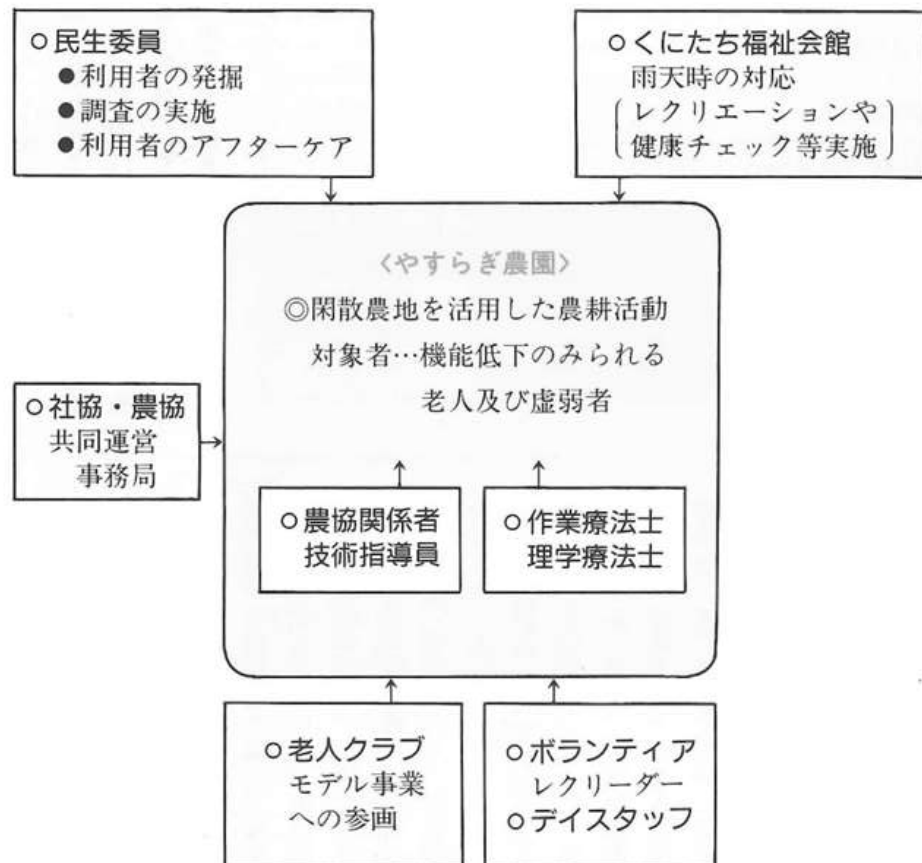 ○民生委員
●利用者の発掘
●調査の実施
●利用者のアフターケア
○くにたち福祉会館
雨天時の対応
レクリエーションや
健康チェック等実施
〈やすらぎ農園〉
◎閑散農地を活用した農耕活動
対象者…機能低下のみられる
老人及び虚弱者
○社協・農協
共同運営
事務局
○農協関係者
技術指導員
○作業療法士
理学療法士
○老人クラブ
モデル事業
への参画
○ボランティア
レクリーダー
○デイスタッフ